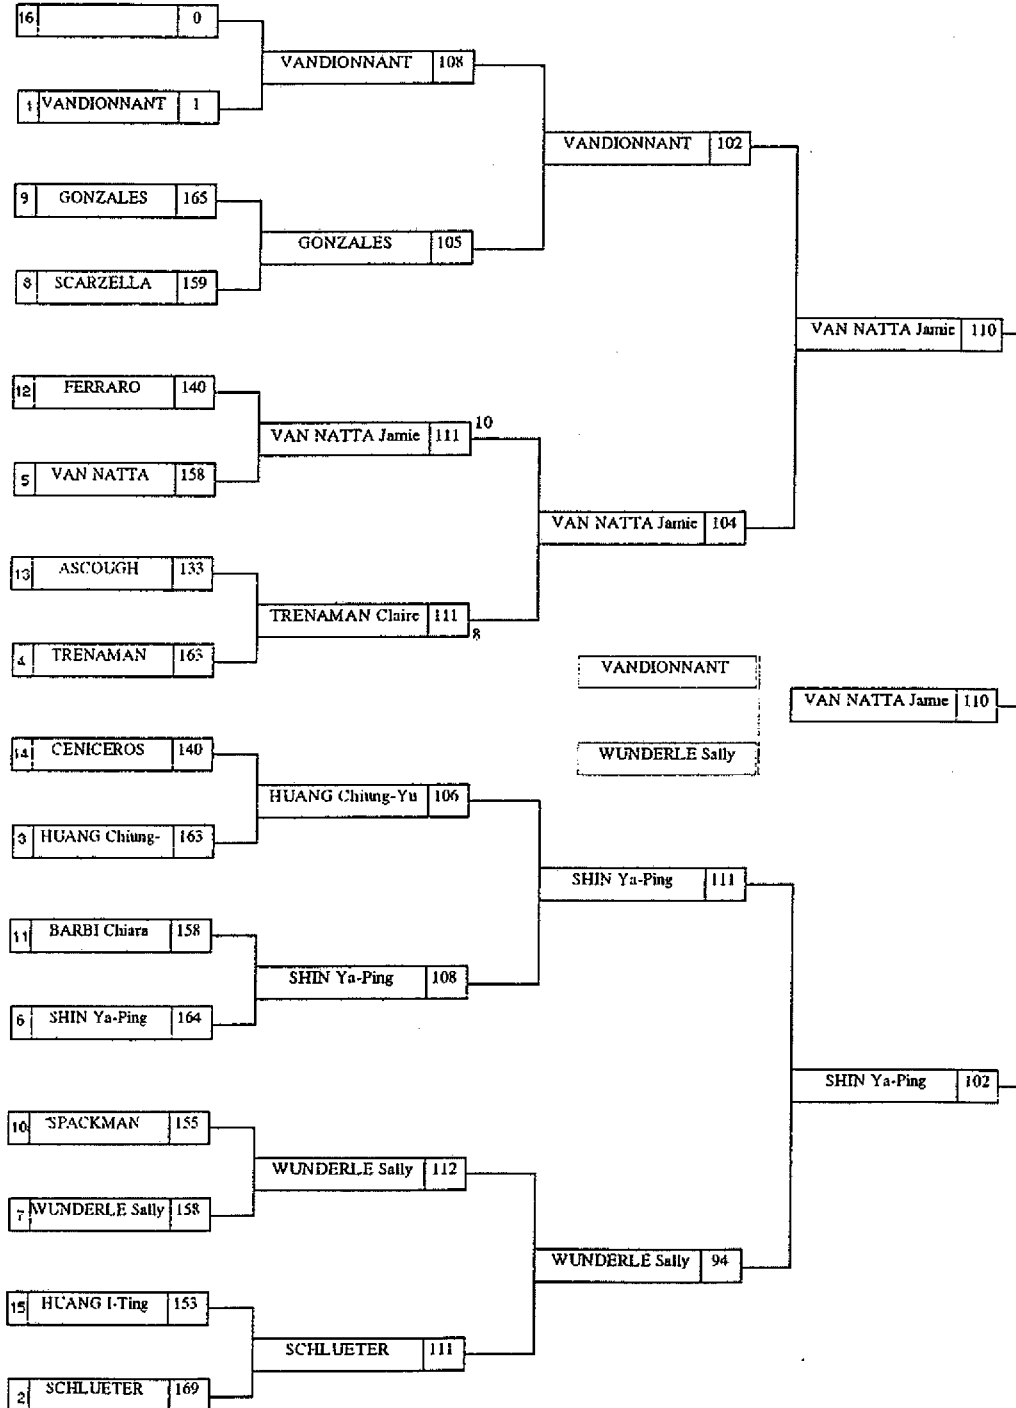 16 0
VANDIONNANT 108
1 VANDIONNANT 1
VANDIONNANT 102
9 GONZALES 165
GONZALES 105
8 SCARZELLA 159
VAN NATTA Jamie 110
12 FERRARO 140
VAN NATTA Jamie 111 10
5 VAN NATTA 158
VAN NATTA Jamie 104
13 ASCOUGH 133
TRENAMAN Claire 111 8
4 TRENAMAN 163
VANDIONNANT
VAN NATTA Jamie 110
WUNDERLE Sally
14 CENICEROS 140
HUANG Chiung-Yu 106
3 HUANG Chiung- 163
SHIN Ya-Ping 111
11 BARBI Chiara 158
SHIN Ya-Ping 108
6 SHIN Ya-Ping 164
SHIN Ya-Ping 102
10 SPACKMAN 155
WUNDERLE Sally 112
7 WUNDERLE Sally 158
WUNDERLE Sally 94
15 HUANG I-Ting 153
SCHLUETER 111
2 SCHLUETER 169